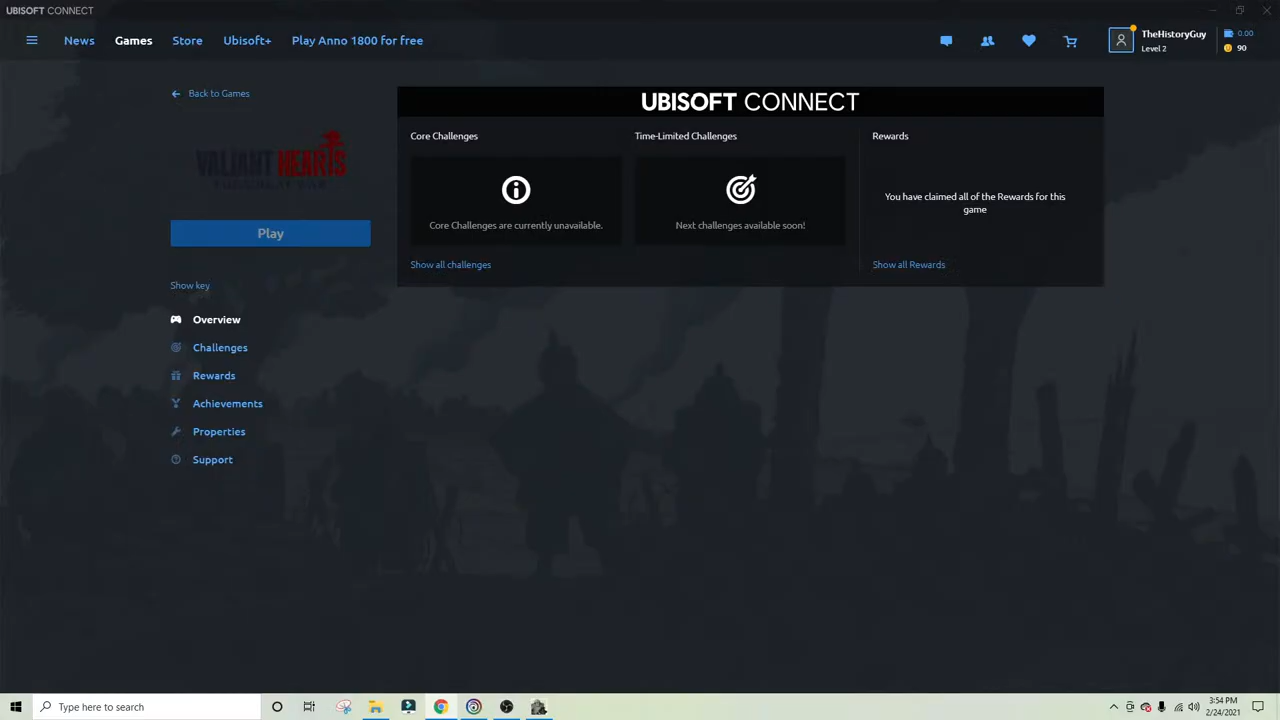 UBISOFT CONNECT
News Games Store Ubisoft+ Play Anno 1800 for free
TheHistoryGuy
Level 2
0.00
90
Back to Games
VALIANT HEARTS
Play
Show key
Overview
Challenges
Rewards
Achievements
Properties
Support
UBISOFT CONNECT
Core Challenges
Core Challenges are currently unavailable.
Show all challenges
Time-Limited Challenges
Next challenges available soon!
Rewards
You have claimed all of the Rewards for this
game
Show all Rewards
Type here to search
3:54 PM
2/24/2021